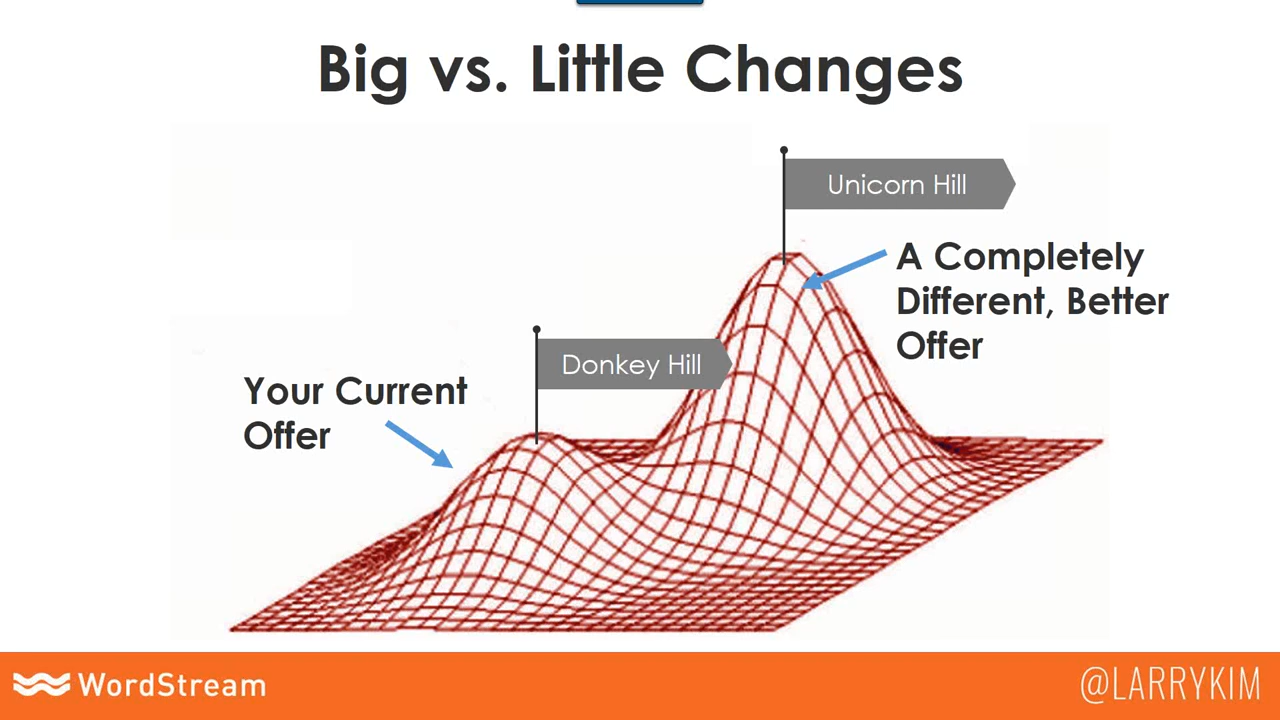 Big vs. Little Changes
Unicorn Hill
A Completely
Different, Better
Offer
Donkey Hill
Your Current
Offer
WordStream
@LARRYKIM